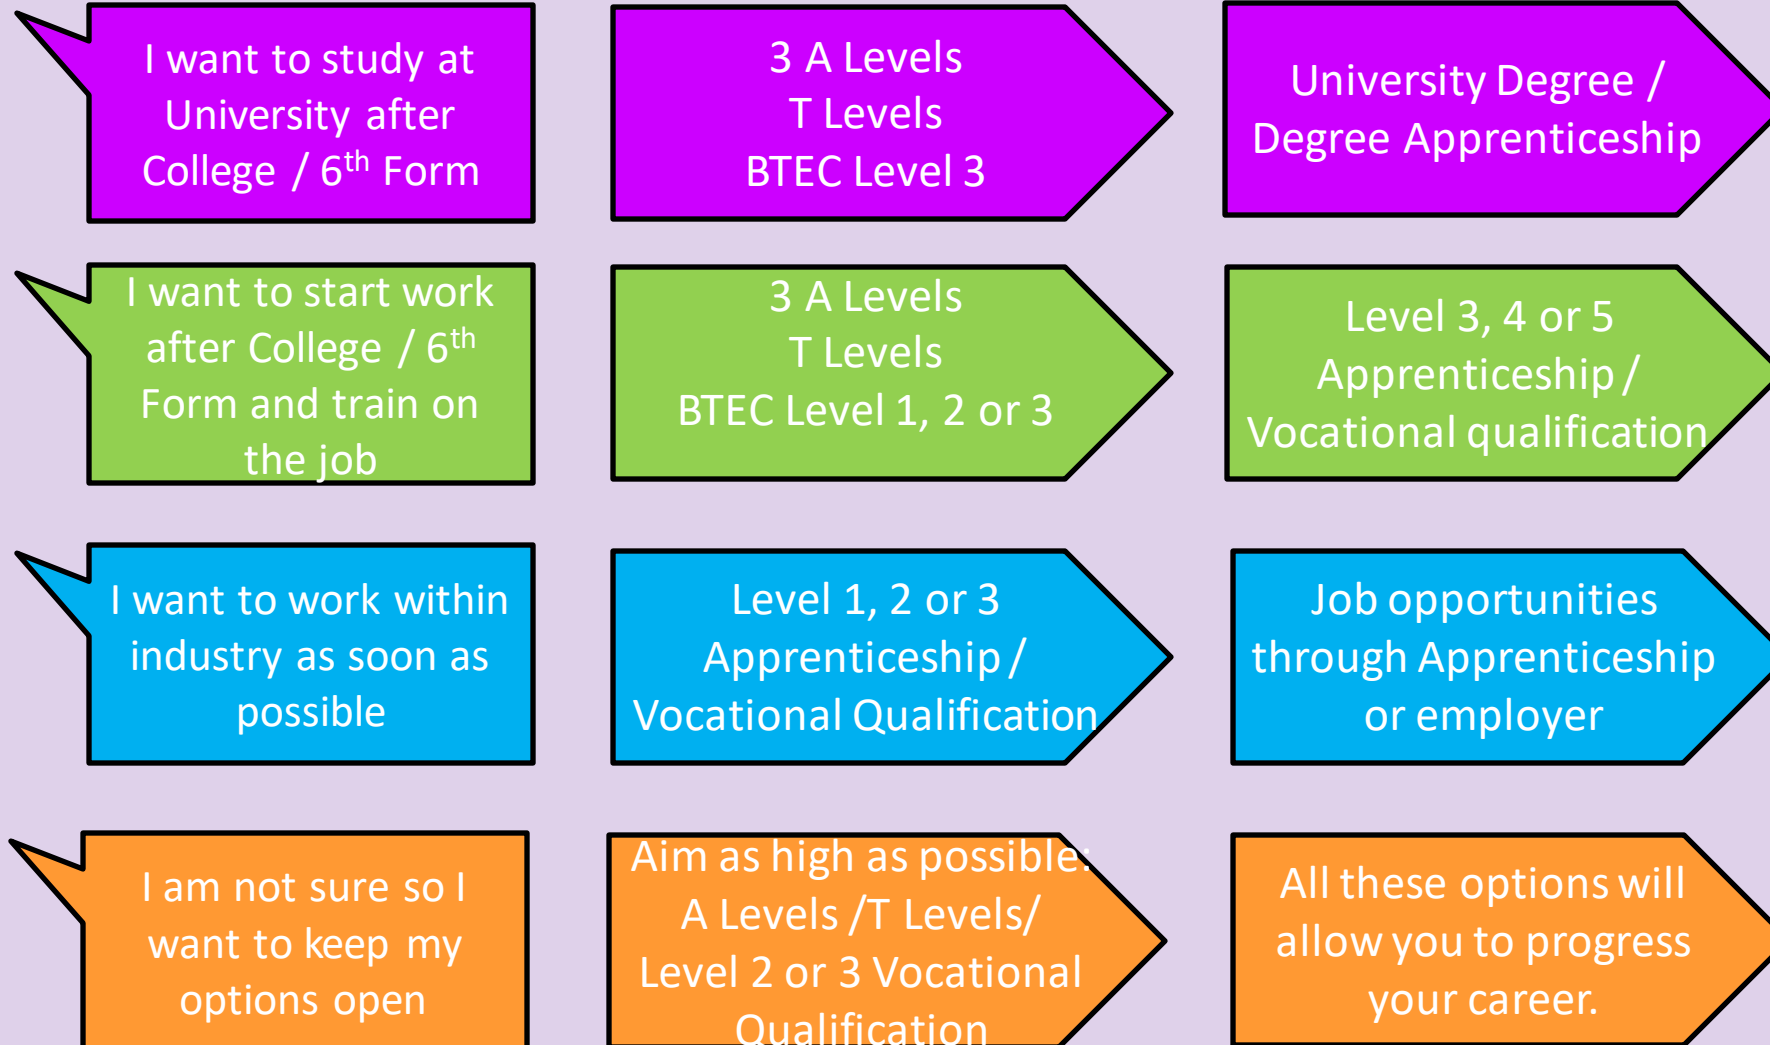 I want to study at
University after
College / 6th Form
3 A Levels
T Levels
BTEC Level 3
University Degree /
Degree Apprenticeship
I want to start work
after College / 6th
Form and train on
the job
3 A Levels
T Levels
BTEC Level 1, 2 or 3
Level 3, 4 or 5
Apprenticeship /
Vocational qualification
I want to work within
industry as soon as
possible
Level 1, 2 or 3
Apprenticeship /
Vocational Qualification
Job opportunities
through Apprenticeship
or employer
I am not sure so I
want to keep my
options open
Aim as high as possible:
A Levels /T Levels/
Level 2 or 3 Vocational
Qualification
All these options will
allow you to progress
your career.